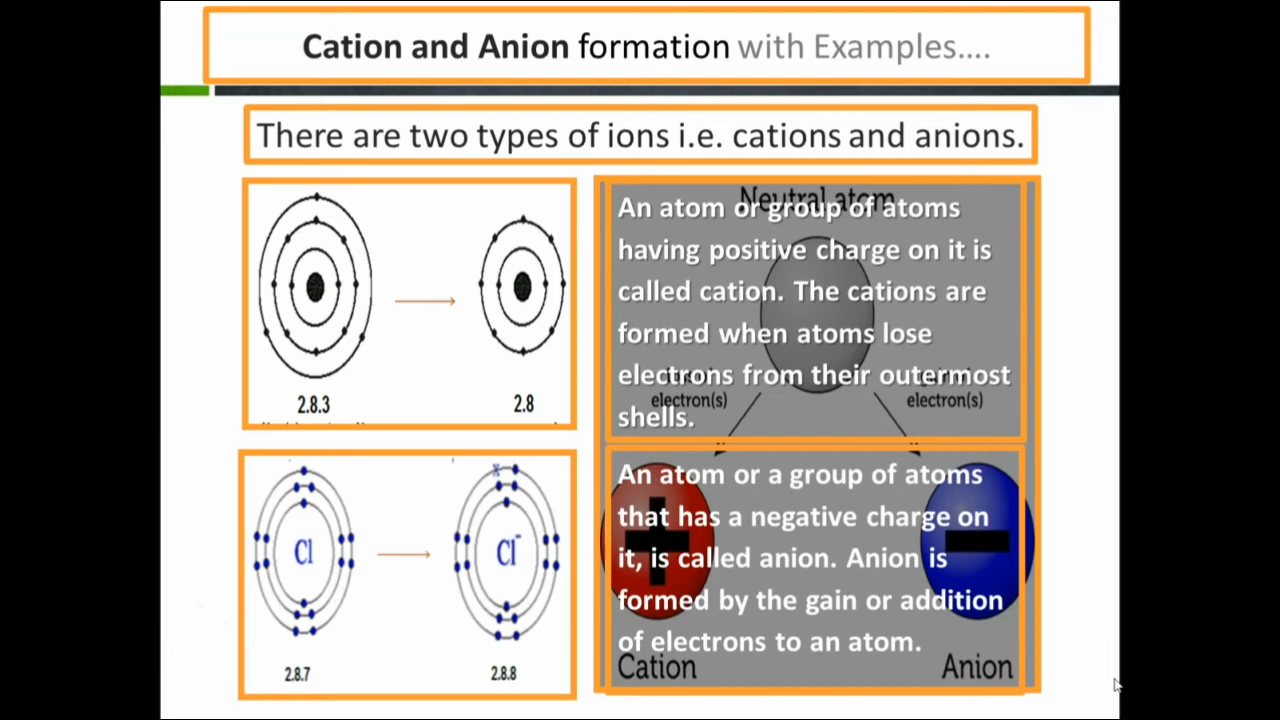 Cation and Anion formation with Examples....
There are two types of ions i.e. cations and anions.
2.8.3
2.8
Cl
Cl⁻
2.8.7
2.8.8
Neutral atom
An atom or group of atoms
having positive charge on it is
called cation. The cations are
formed when atoms lose
electrons from their outermost
shells.
electron(s)
electron(s)
An atom or a group of atoms
that has a negative charge on
it, is called anion. Anion is
formed by the gain or addition
of electrons to an atom.
Cation
Anion